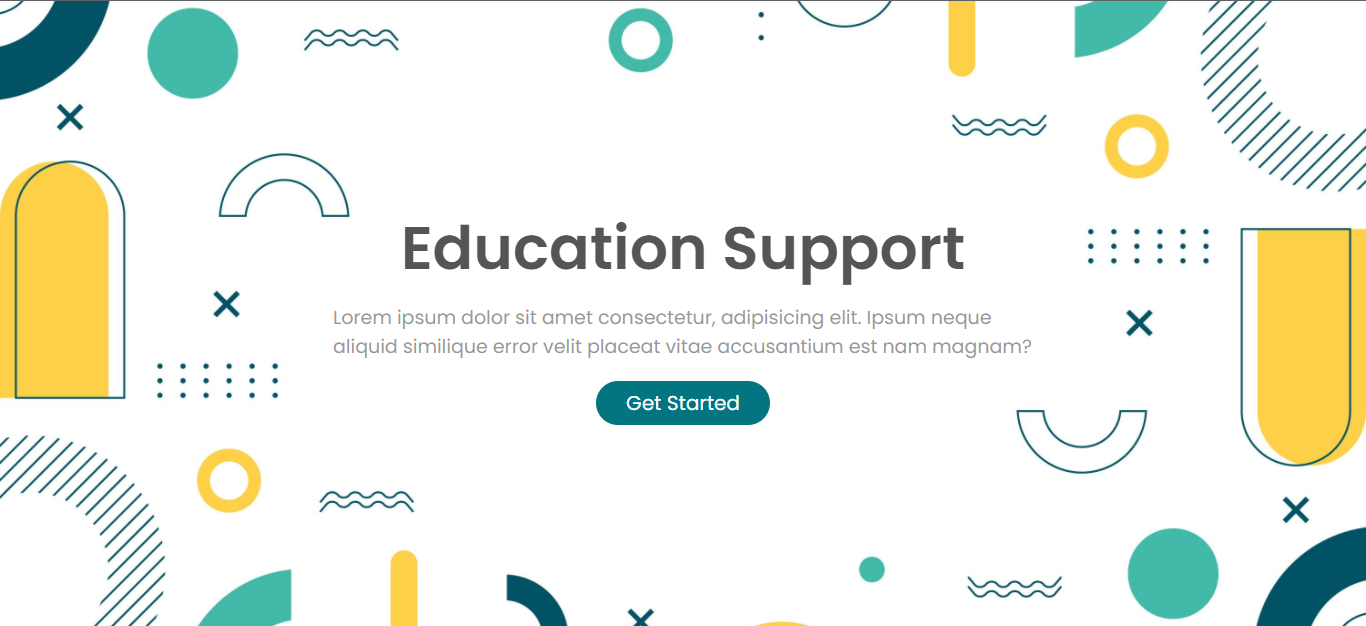 Education Support
Lorem ipsum dolor sit amet consectetur, adipisicing elit. Ipsum neque
aliquid similique error velit placeat vitae accusantium est nam magnam?
Get Started